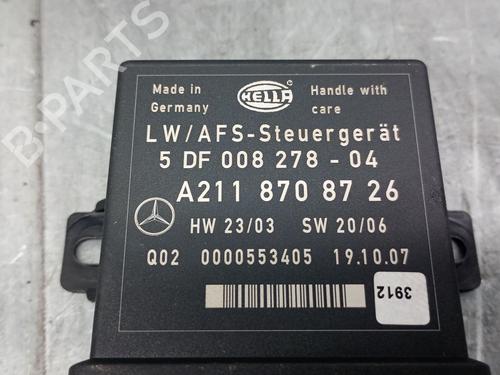 Made in
Germany
HELLA
Handle with
care
LW/AFS-Steuergerät
5 DF 008 278 - 04
A211 870 87 26
HW 23/03 SW 20/06
Q02 0000553405 19.10.07
3912
B-PARTS